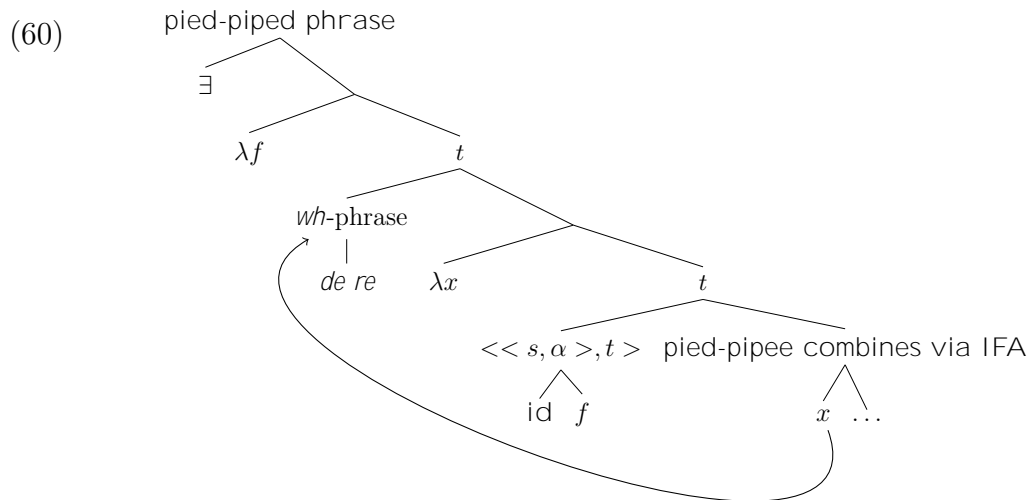 (60)
pied-piped phrase
∃
λf
t
wh-phrase
de re
λx
t
<< s, α >, t >
pied-pipee combines via IFA
id f
x ...